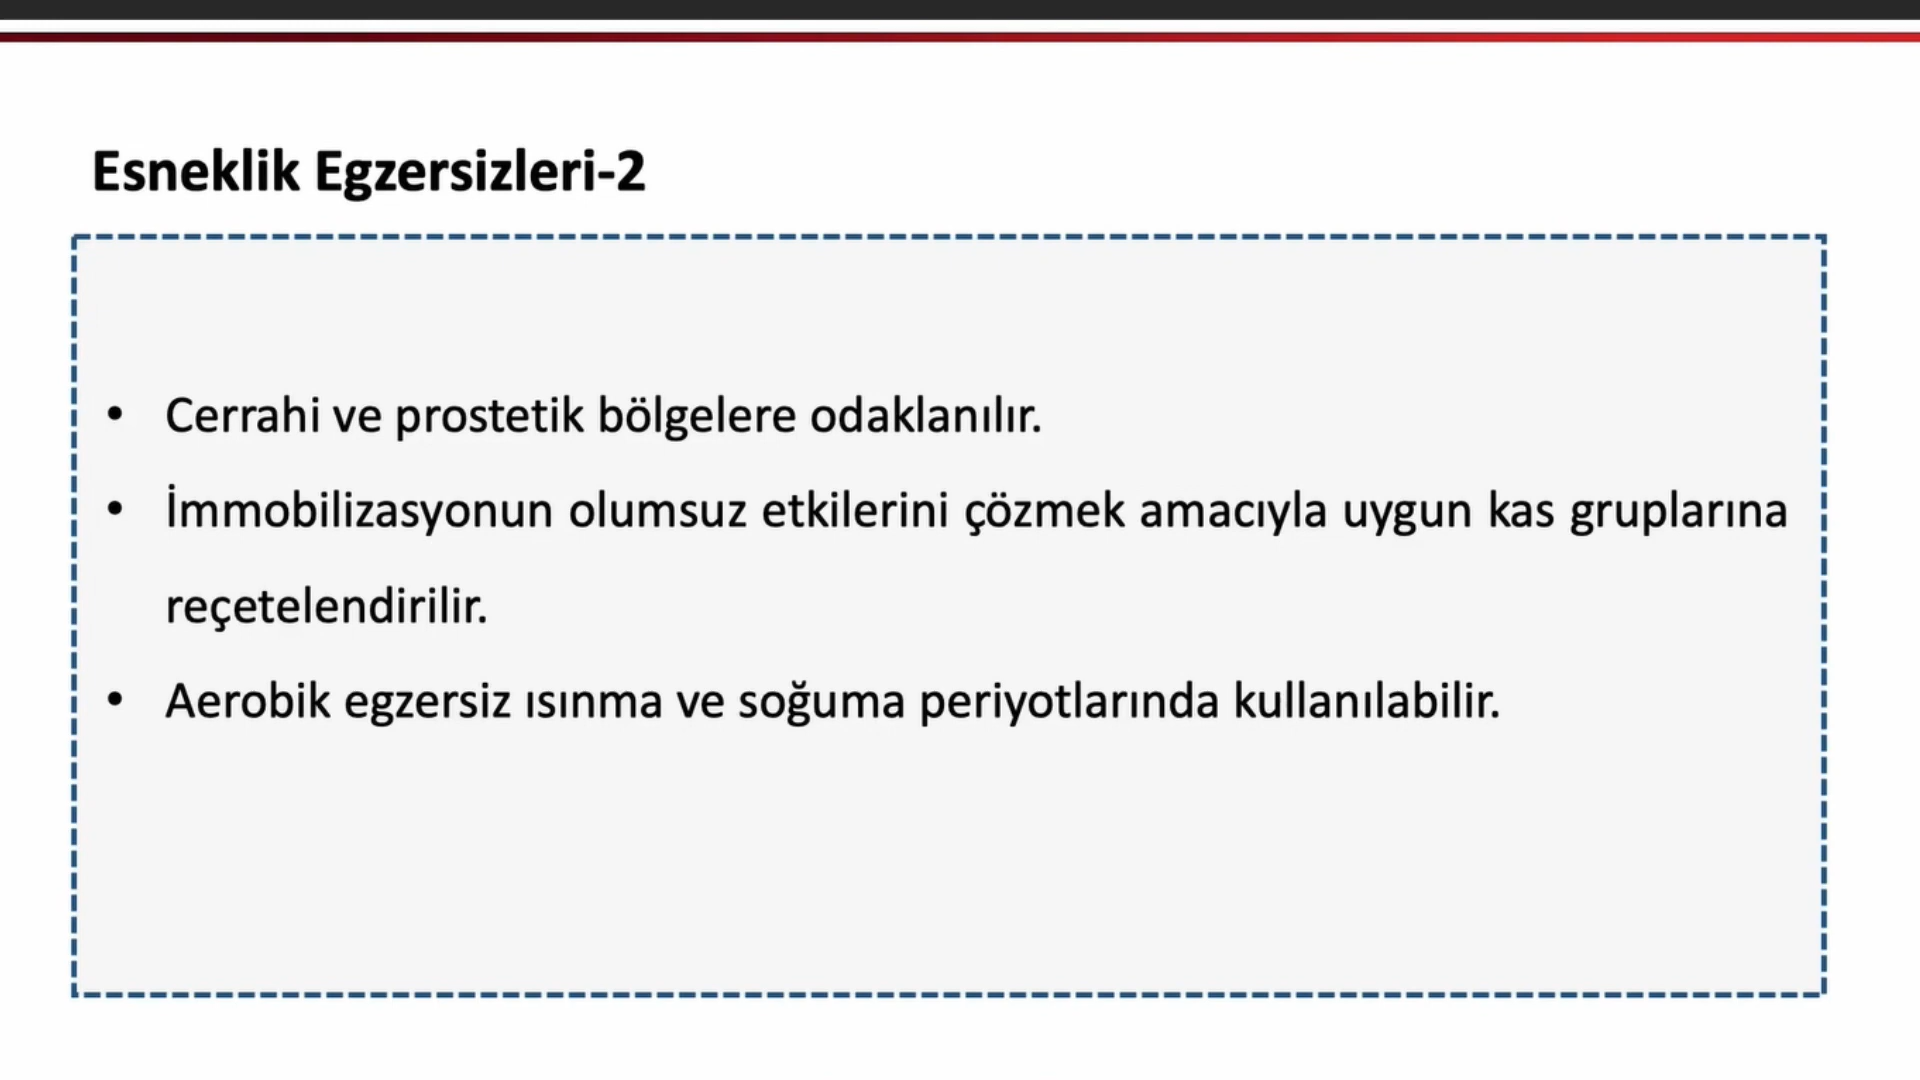 Esneklik Egzersizleri-2
• Cerrahi ve prostetik bölgelere odaklanılır.
• İmmobilizasyonun olumsuz etkilerini çözmek amacıyla uygun kas gruplarına
reçetelendirilir.
• Aerobik egzersiz ısınma ve soğuma periyotlarında kullanılabilir.